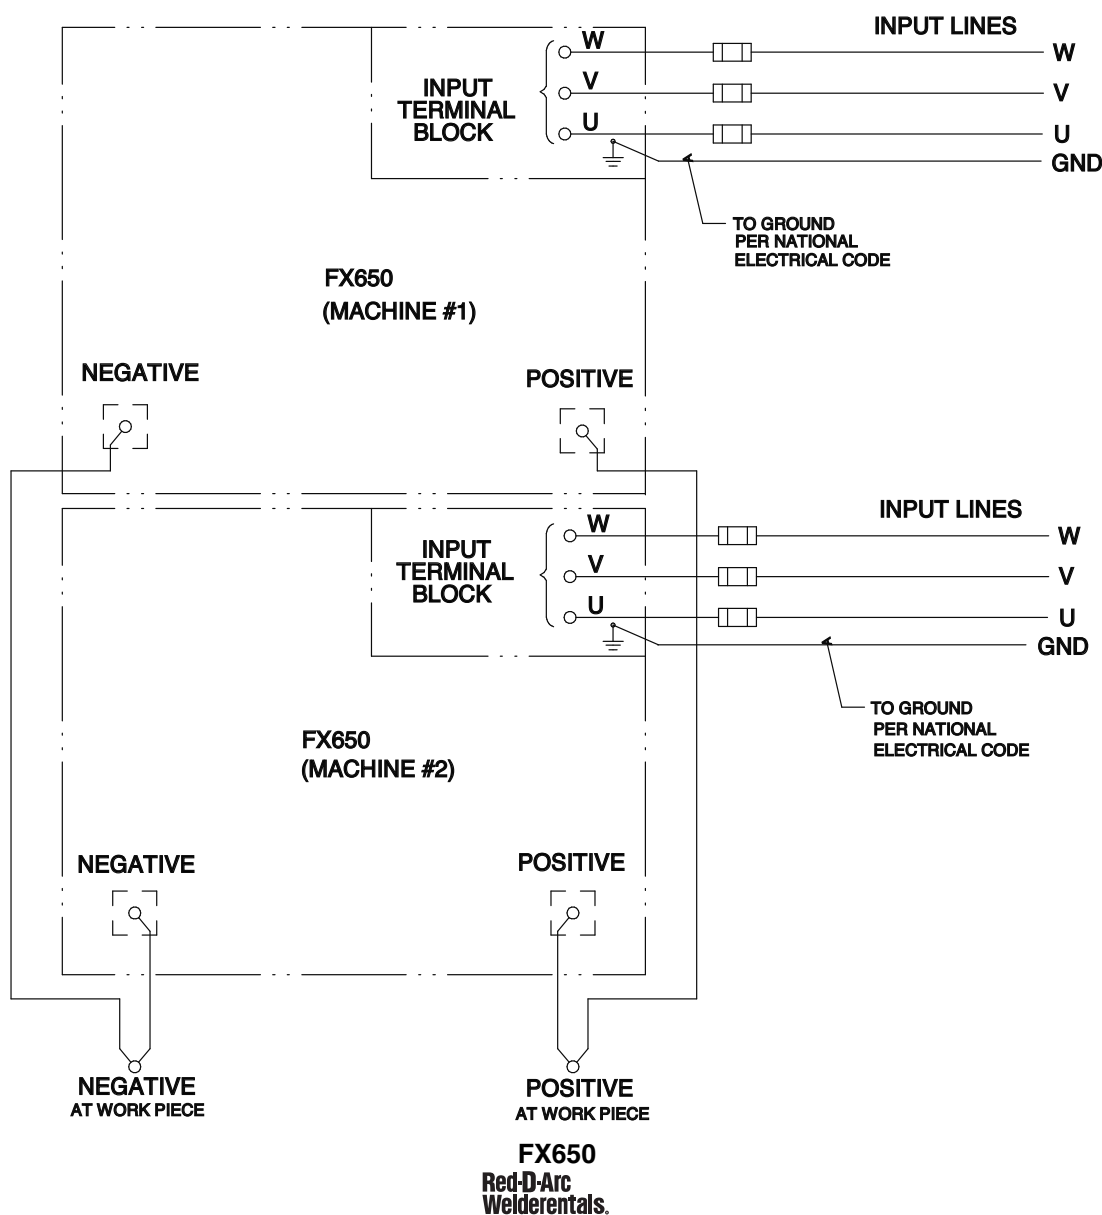 INPUT LINES
W
W
INPUT
TERMINAL
BLOCK
V
V
U
U
GND
TO GROUND
PER NATIONAL
ELECTRICAL CODE
FX650
(MACHINE #1)
NEGATIVE
POSITIVE
INPUT LINES
W
W
INPUT
TERMINAL
BLOCK
V
V
U
U
GND
TO GROUND
PER NATIONAL
ELECTRICAL CODE
FX650
(MACHINE #2)
NEGATIVE
POSITIVE
NEGATIVE
AT WORK PIECE
POSITIVE
AT WORK PIECE
FX650
Red-D-Arc
Welderentals.